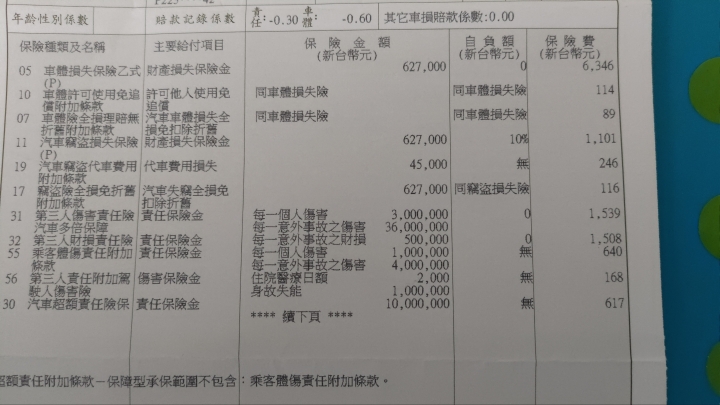 年齡性別係數 賠款記錄係數 責任:-0.30 車體: -0.60 其它車損賠款係數:0.00
保險種類及名稱 主要給付項目 保險金額 (新台幣元) 自負額 (新台幣元) 保險費 (新台幣元)
05 車體損失保險乙式 財產損失保險金 627,000 0 6,346
(P)
10 車體許可使用免追 許可他人使用免 同車體損失險 同車體損失險 114
償附加條款 追償
07 車體險全損理賠無 汽車車體損失全 同車體損失險 同車體損失險 89
折舊附加條款 損免扣除折舊
11 汽車竊盜損失保險 財產損失保險金 627,000 10% 1,101
(P)
19 汽車竊盜代車費用 代車費用損失 45,000 無 246
附加條款
17 竊盜險全損免折舊 汽車失竊全損免 627,000 同竊盜損失險 116
附加條款 扣除折舊
31 第三人傷害責任險 責任保險金 每一個人傷害 3,000,000 0 1,539
汽車多倍保障 每一意外事故之傷害 36,000,000
32 第三人財損責任險 責任保險金 每一意外事故之財損 500,000 0 1,508
55 乘客體傷責任附加 責任保險金 每一個人傷害 1,000,000 無 640
條款 每一意外事故之傷害 4,000,000
56 第三人責任附加駕 傷害保險金 住院醫療日額 2,000 無 168
駛人傷害險 身故失能 1,000,000
30 汽車超額責任險保 責任保險金 10,000,000 無 617
**** 續下頁 ****
超額責任附加條款－保障型承保範圍不包含：乘客體傷責任附加條款。